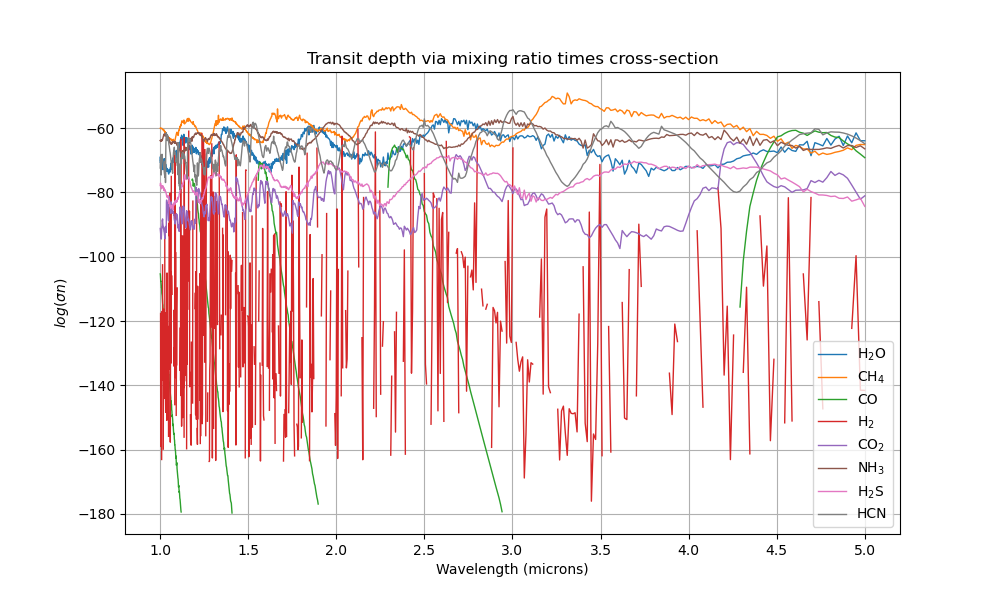 Transit depth via mixing ratio times cross-section
−60
−80
−100
−120
−140
−160
−180
log(σn)
1.0 1.5 2.0 2.5 3.0 3.5 4.0 4.5 5.0
Wavelength (microns)
H₂O
CH₄
CO
H₂
CO₂
NH₃
H₂S
HCN